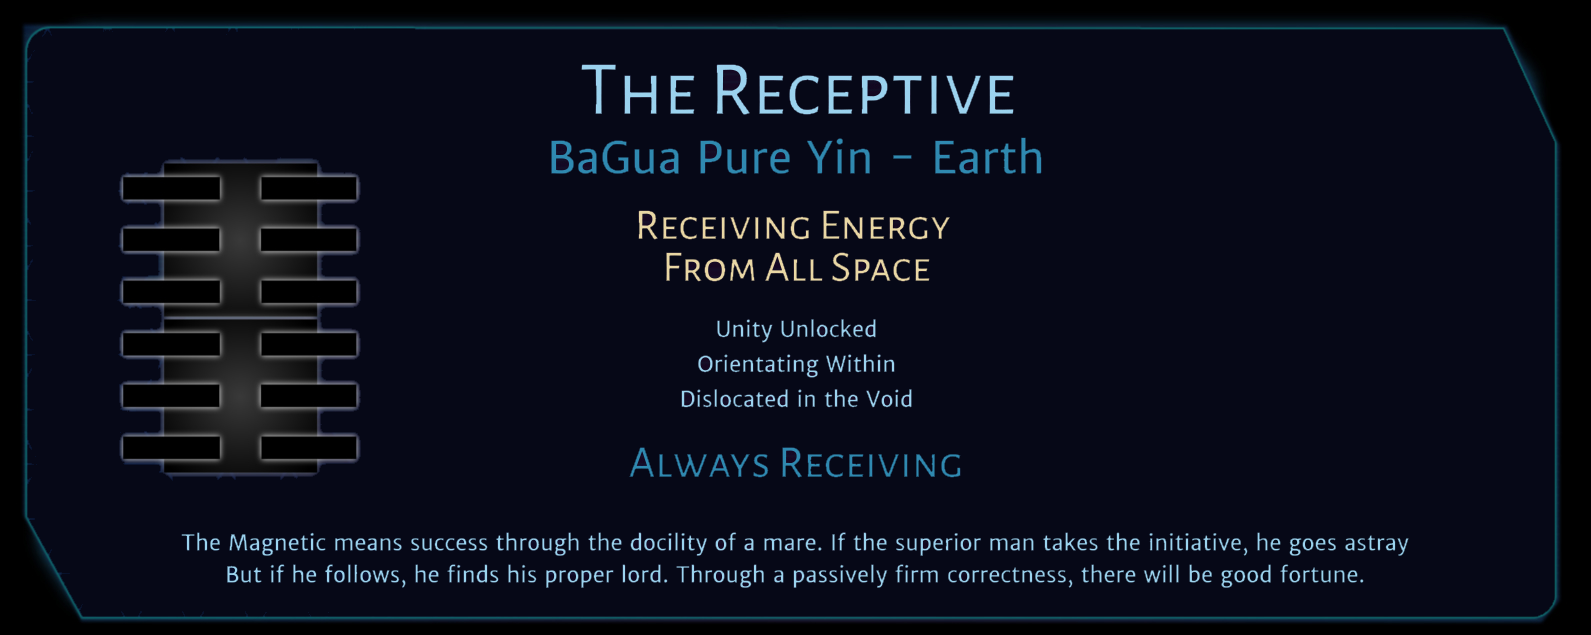 The Receptive
BaGua Pure Yin – Earth
Receiving Energy
From All Space
Unity Unlocked
Orientating Within
Dislocated in the Void
Always Receiving
The Magnetic means success through the docility of a mare. If the superior man takes the initiative, he goes astray
But if he follows, he finds his proper lord. Through a passively firm correctness, there will be good fortune.